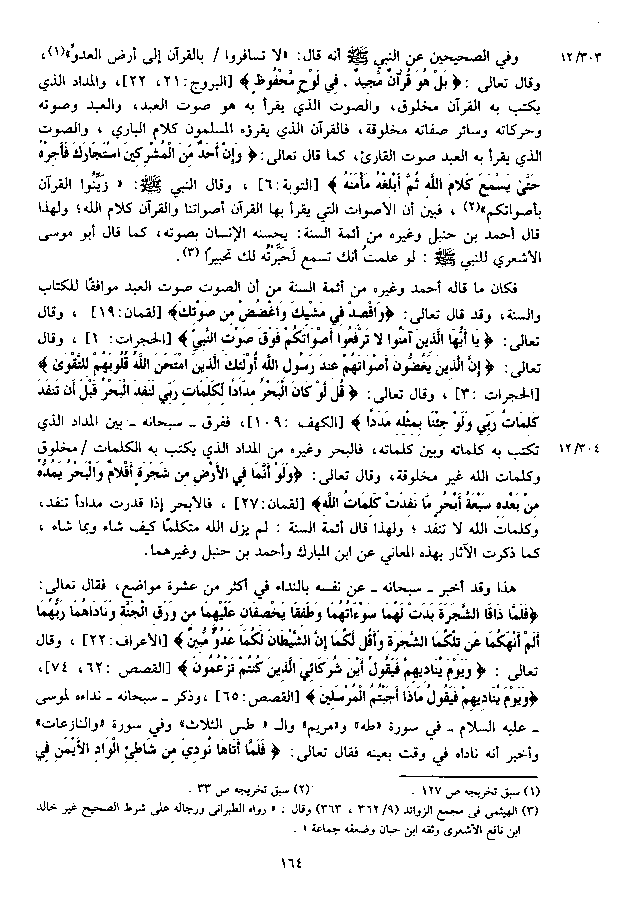 ١٢/٣٠٣ وفي الصحيحين عن النبي ﷺ أنه قال: «لا تسافروا / بالقرآن إلى أرض العدو»(١)،
وقال تعالى :﴿ بَلْ هُوَ قُرْآنٌ مَّجِيدٌ . فِي لَوْحٍ مَّحْفُوظٍ ﴾ [البروج:٢١، ٢٢]، والمداد الذي
يكتب به القرآن مخلوق، والصوت الذي يقرأ به هو صوت العبد، والعبد وصوته
وحركاته وسائر صفاته مخلوقة، فالقرآن الذي يقرؤه المسلمون كلام الباري ، والصوت
الذي يقرأ به العبد صوت القارئ، كما قال تعالى:﴿ وَإِنْ أَحَدٌ مِّنَ الْمُشْرِكِينَ اسْتَجَارَكَ فَأَجِرْهُ
حَتَّىٰ يَسْمَعَ كَلَامَ اللَّهِ ثُمَّ أَبْلِغْهُ مَأْمَنَهُ ﴾ [التوبة:٦] ، وقال النبي ﷺ: « زَيِّنُوا القرآن
بأصواتكم»(٢) ، فبين أن الأصوات التي يقرأ بها القرآن أصواتنا والقرآن كلام الله؛ ولهذا
قال أحمد بن حنبل وغيره من أئمة السنة: يحسنه الإنسان بصوته، كما قال أبو موسى
الأشعري للنبي ﷺ : لو علمتُ أنك تسمع لَحَبَّرْتُه لك تحبيرًا (٣).
فكان ما قاله أحمد وغيره من أئمة السنة من أن الصوت صوت العبد موافقًا للكتاب
والسنة، وقد قال تعالى: ﴿وَاقْصِدْ فِي مَشْيِكَ وَاغْضُضْ مِن صَوْتِكَ﴾ [لقمان:١٩] ، وقال
تعالى: ﴿ يَا أَيُّهَا الَّذِينَ آمَنُوا لا تَرْفَعُوا أَصْوَاتَكُمْ فَوْقَ صَوْتِ النَّبِيِّ ﴾ [الحجرات: ٢] ، وقال
تعالى: ﴿ إِنَّ الَّذِينَ يَغُضُّونَ أَصْوَاتَهُمْ عِندَ رَسُولِ اللَّهِ أُولَٰئِكَ الَّذِينَ امْتَحَنَ اللَّهُ قُلُوبَهُمْ لِلتَّقْوَىٰ ﴾
[الحجرات :٣] ، وقال تعالى: ﴿ قُل لَّوْ كَانَ الْبَحْرُ مِدَادًا لِّكَلِمَاتِ رَبِّي لَنَفِدَ الْبَحْرُ قَبْلَ أَن تَنفَدَ
كَلِمَاتُ رَبِّي وَلَوْ جِئْنَا بِمِثْلِهِ مَدَدًا ﴾ [الكهف :١٠٩]، ففرق ـ سبحانه ـ بين المداد الذي
١٢/٣٠٤ تكتب به كلماته وبين كلماته، فالبحر وغيره من المداد الذي يكتب به الكلمات /مخلوق
وكلمات الله غير مخلوقة، وقال تعالى: ﴿وَلَوْ أَنَّمَا فِي الأَرْضِ مِن شَجَرَةٍ أَقْلامٌ وَالْبَحْرُ يَمُدُّهُ
مِنْ بَعْدِهِ سَبْعَةُ أَبْحُرٍ مَّا نَفِدَتْ كَلِمَاتُ اللَّهِ﴾ [لقمان:٢٧] ، فالأبحر إذا قدرت مداداً تنفد،
وكلمات الله لا تنفد ؛ ولهذا قال أئمة السنة : لم يزل الله متكلمًا كيف شاء وبما شاء ،
كما ذكرت الآثار بهذه المعاني عن ابن المبارك وأحمد بن حنبل وغيرهما.
هذا وقد أخبر ـ سبحانه ـ عن نفسه بالنداء في أكثر من عشرة مواضع، فقال تعالى:
﴿فَلَمَّا ذَاقَا الشَّجَرَةَ بَدَتْ لَهُمَا سَوْءَاتُهُمَا وَطَفِقَا يَخْصِفَانِ عَلَيْهِمَا مِن وَرَقِ الْجَنَّةِ وَنَادَاهُمَا رَبُّهُمَا
أَلَمْ أَنْهَكُمَا عَن تِلْكُمَا الشَّجَرَةِ وَأَقُل لَّكُمَا إِنَّ الشَّيْطَانَ لَكُمَا عَدُوٌّ مُّبِينٌ ﴾ [الأعراف:٢٢] ، وقال
تعالى : ﴿ وَيَوْمَ يُنَادِيهِمْ فَيَقُولُ أَيْنَ شُرَكَائِيَ الَّذِينَ كُنتُمْ تَزْعُمُونَ ﴾ [القصص :٦٢، ٧٤]،
﴿وَيَوْمَ يُنَادِيهِمْ فَيَقُولُ مَاذَا أَجَبْتُمُ الْمُرْسَلِينَ ﴾ [القصص:٦٥] ،وذكر ـ سبحانه ـ نداءه لموسى
ـ عليه السلام ـ في سورة «طه» و«مريم» والـ « طس الثلاث» وفي سورة «والنازعات»
وأخبر أنه ناداه في وقت بعينه فقال تعالى: ﴿ فَلَمَّا أَتَاهَا نُودِيَ مِن شَاطِئِ الْوَادِ الأَيْمَنِ فِي
(١) سبق تخريجه ص ١٢٧ . (٢) سبق تخريجه ص ٣٣ .
(٣) الهيثمى فى مجمع الزوائد (٩/ ٣٦٢ ، ٣٦٣) وقال : « رواه الطبرانى ورجاله على شرط الصحيح غير خالد
ابن نافع الأشعرى وثقه ابن حبان وضعفه جماعة » .
١٦٤